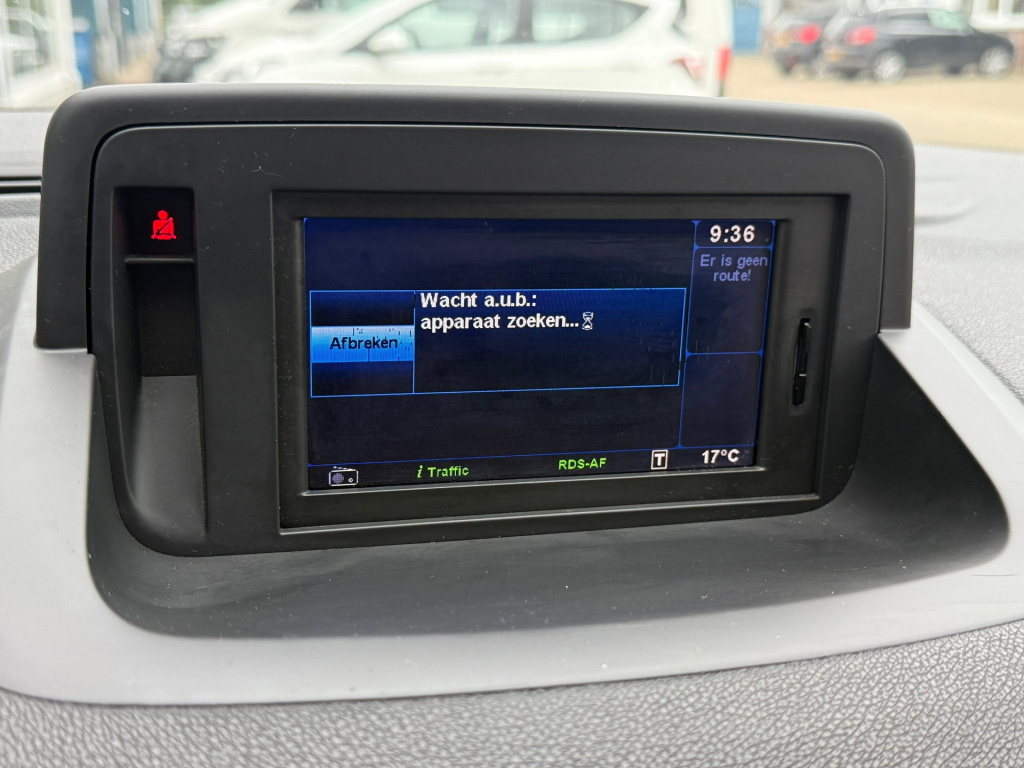 9:36
Er is geen
route!
Wacht a.u.b.:
apparaat zoeken...
Afbreken
i Traffic
RDS-AF
T
17°C